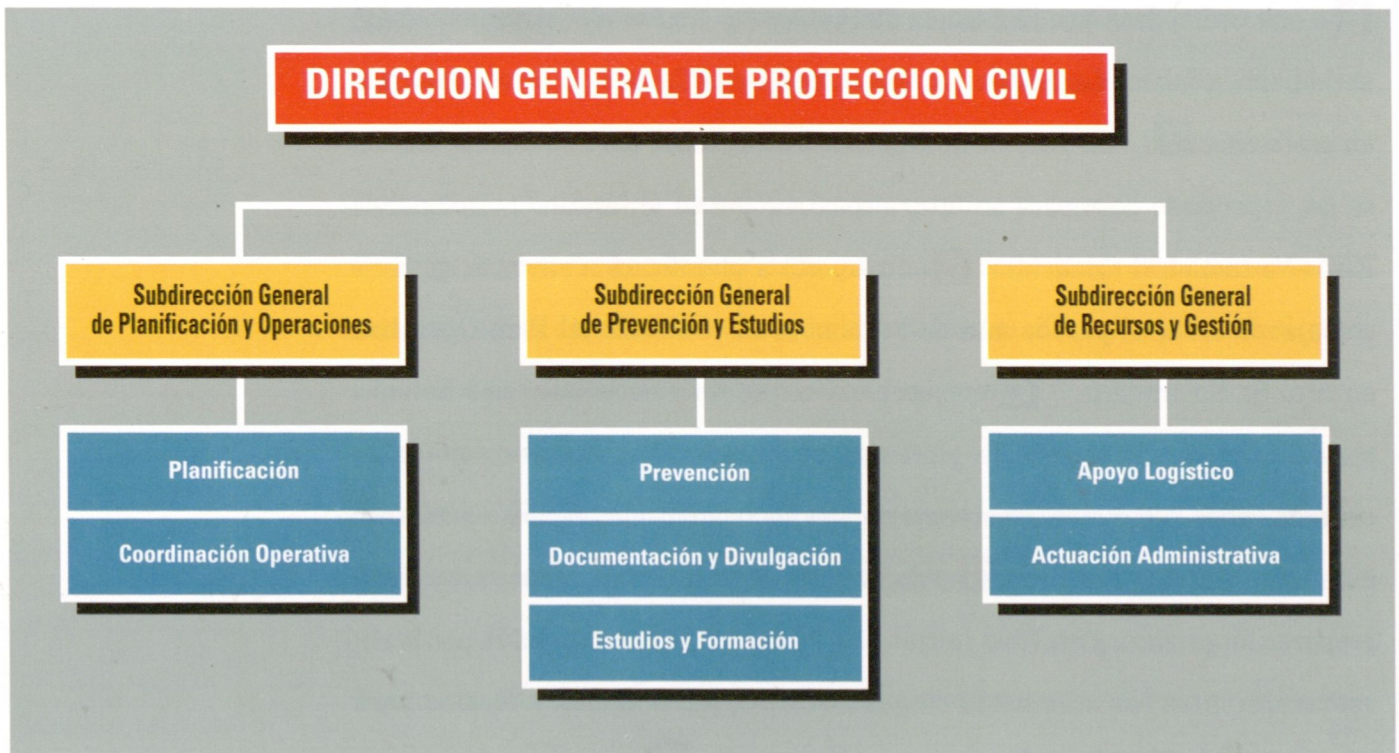 DIRECCION GENERAL DE PROTECCION CIVIL
Subdirección General
de Planificación y Operaciones
Planificación
Coordinación Operativa
Subdirección General
de Prevención y Estudios
Prevención
Documentación y Divulgación
Estudios y Formación
Subdirección General
de Recursos y Gestión
Apoyo Logístico
Actuación Administrativa